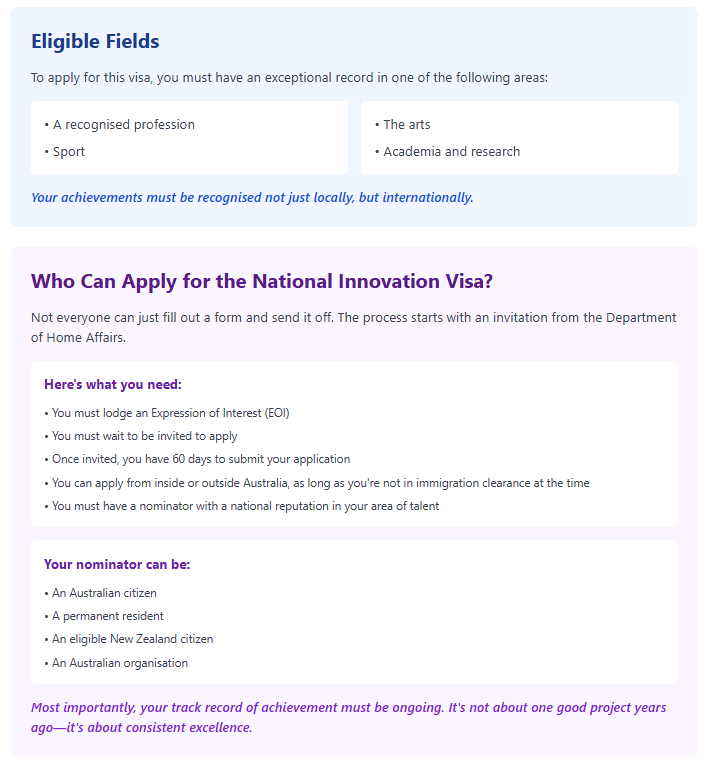 Eligible Fields
To apply for this visa, you must have an exceptional record in one of the following areas:
• A recognised profession
• Sport
• The arts
• Academia and research
Your achievements must be recognised not just locally, but internationally.
Who Can Apply for the National Innovation Visa?
Not everyone can just fill out a form and send it off. The process starts with an invitation from the Department
of Home Affairs.
Here's what you need:
• You must lodge an Expression of Interest (EOI)
• You must wait to be invited to apply
• Once invited, you have 60 days to submit your application
• You can apply from inside or outside Australia, as long as you're not in immigration clearance at the time
• You must have a nominator with a national reputation in your area of talent
Your nominator can be:
• An Australian citizen
• A permanent resident
• An eligible New Zealand citizen
• An Australian organisation
Most importantly, your track record of achievement must be ongoing. It's not about one good project years
ago—it's about consistent excellence.